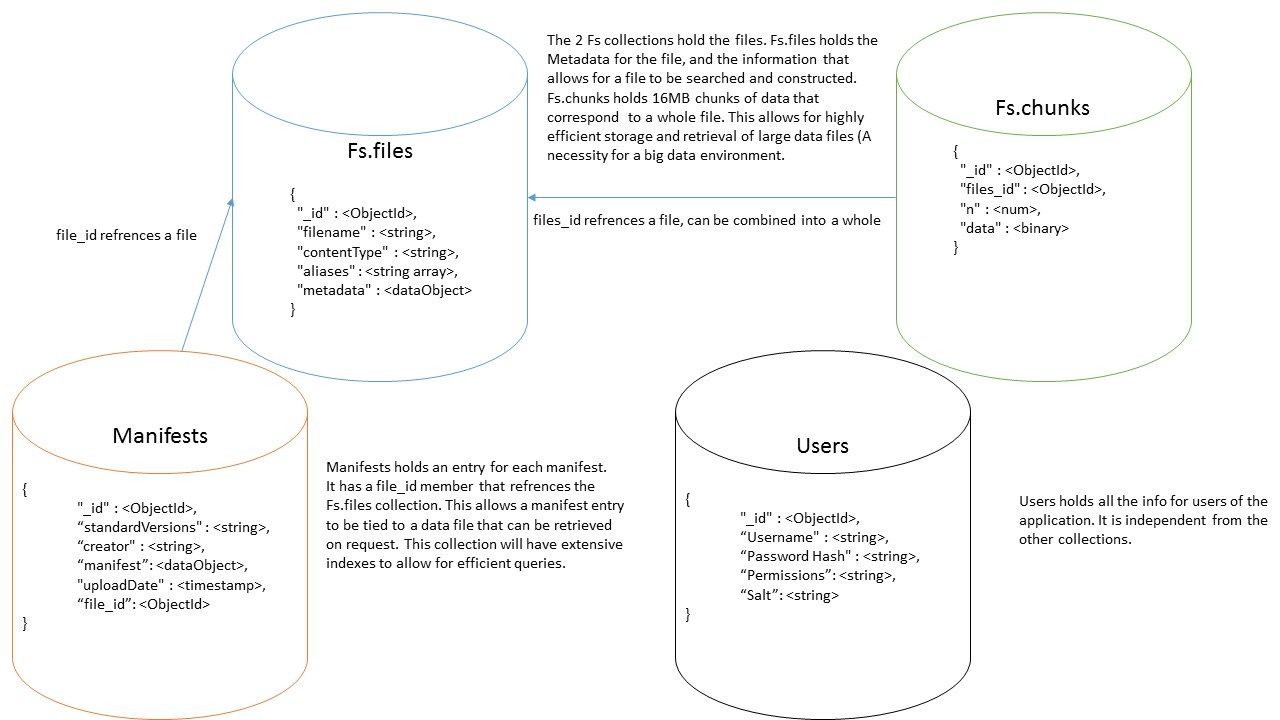 The 2 Fs collections hold the files. Fs.files holds the
Metadata for the file, and the information that
allows for a file to be searched and constructed.
Fs.chunks holds 16MB chunks of data that
correspond to a whole file. This allows for highly
efficient storage and retrieval of large data files (A
necessity for a big data environment.
Fs.files
{
"_id" : <ObjectId>,
"filename" : <string>,
"contentType" : <string>,
"aliases" : <string array>,
"metadata" : <dataObject>
}
Fs.chunks
{
"_id" : <ObjectId>,
"files_id" : <ObjectId>,
"n" : <num>,
"data" : <binary>
}
file_id refrences a file
files_id refrences a file, can be combined into a whole
Manifests
{
"_id" : <ObjectId>,
“standardVersions" : <string>,
“creator" : <string>,
“manifest”: <dataObject>,
"uploadDate" : <timestamp>,
“file_id”: <ObjectId>
}
Manifests holds an entry for each manifest.
It has a file_id member that refrences the
Fs.files collection. This allows a manifest entry
to be tied to a data file that can be retrieved
on request. This collection will have extensive
indexes to allow for efficient queries.
Users
{
"_id" : <ObjectId>,
“Username" : <string>,
“Password Hash" : <string>,
“Permissions”: <string>,
“Salt”: <string>
}
Users holds all the info for users of the
application. It is independent from the
other collections.